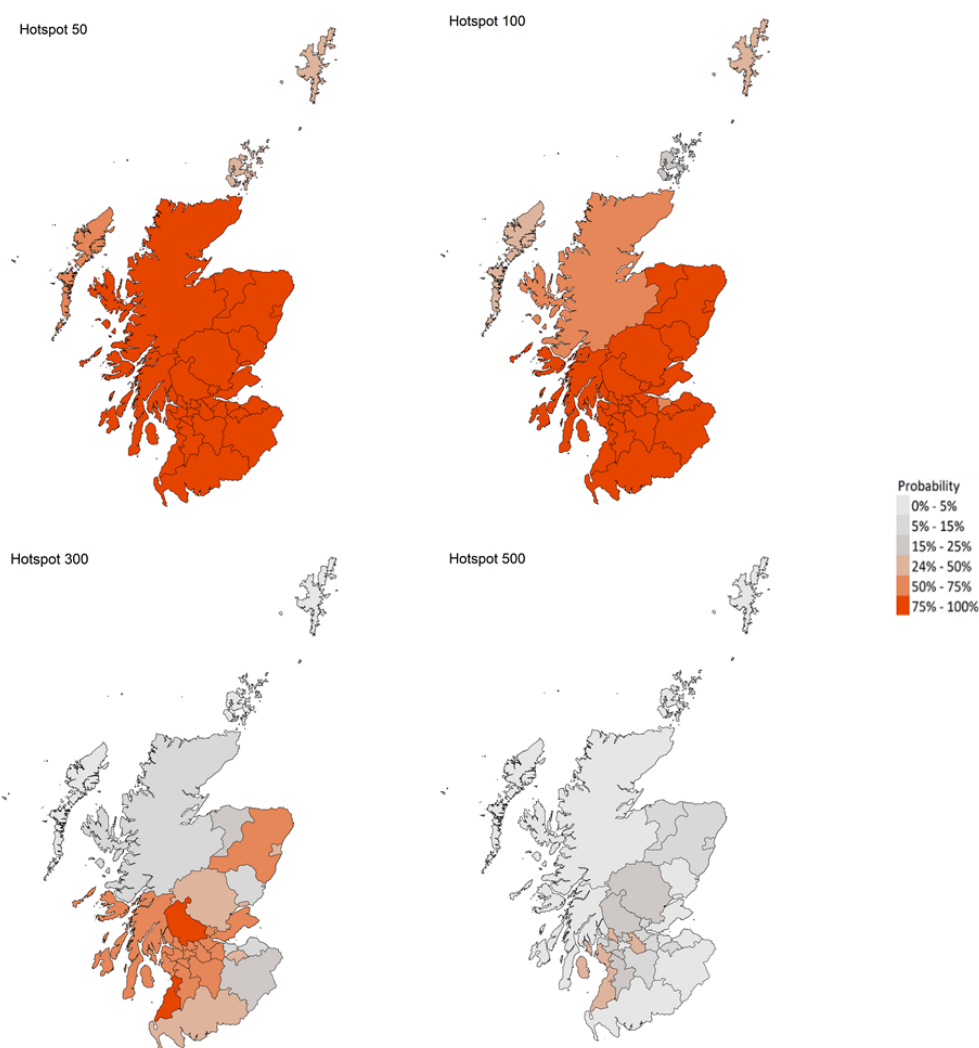 Hotspot 50
Hotspot 100
Probability
0% - 5%
5% - 15%
15% - 25%
24% - 50%
50% - 75%
75% - 100%
Hotspot 300
Hotspot 500